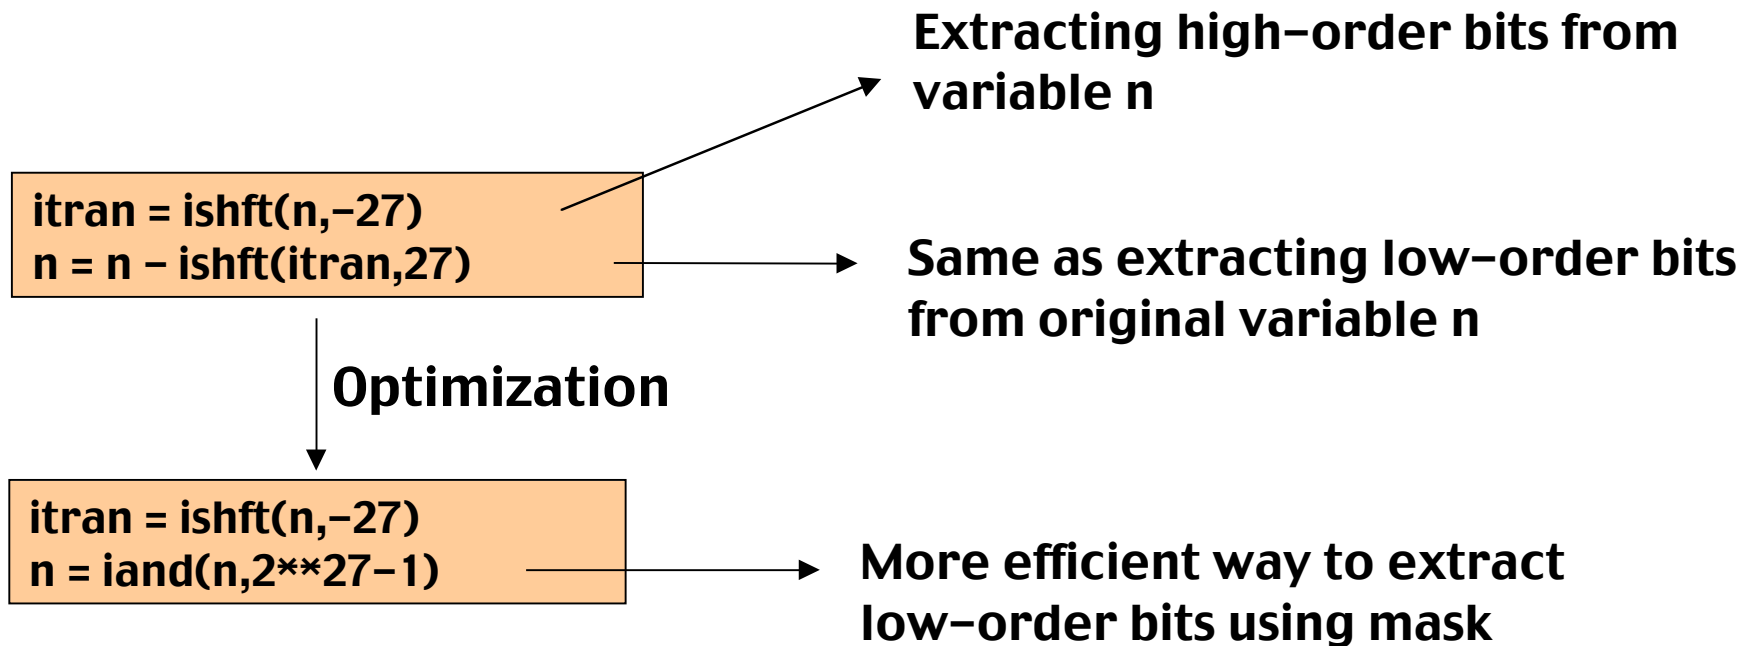 Extracting high-order bits from
variable n
itran = ishft(n,-27)
n = n - ishft(itran,27)
Same as extracting low-order bits
from original variable n
Optimization
itran = ishft(n,-27)
n = iand(n,2**27-1)
More efficient way to extract
low-order bits using mask